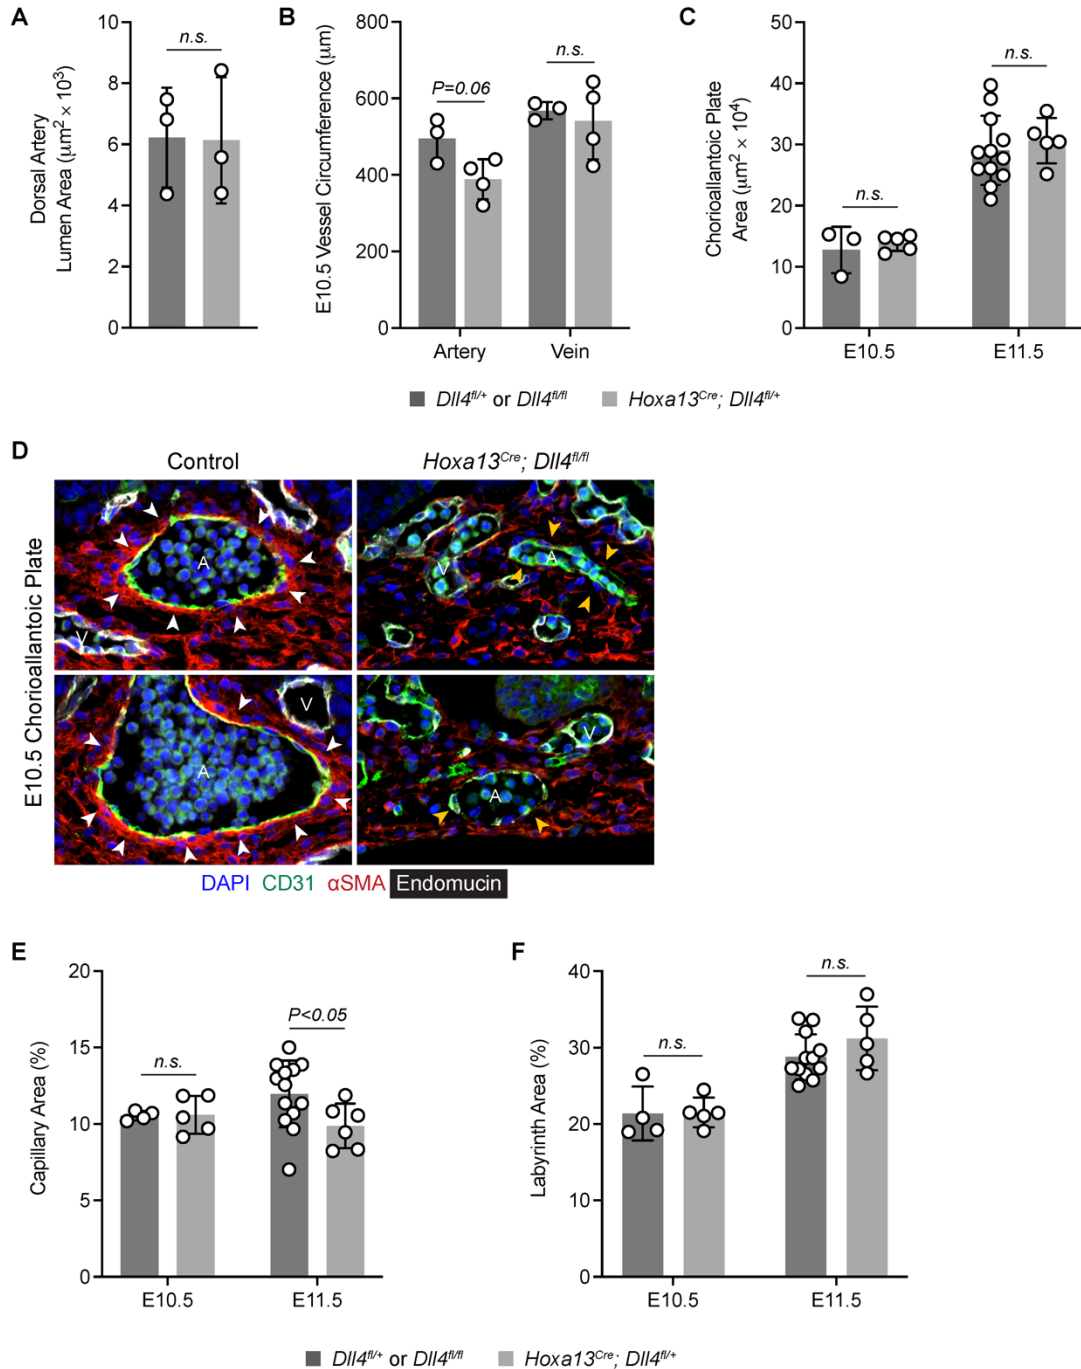 A
Dorsal Artery
Lumen Area (μm² × 10³)
10
8
6
4
2
0
n.s.
B
E10.5 Vessel Circumference (μm)
800
600
400
200
0
P=0.06
n.s.
Artery
Vein
C
Chorioallantoic Plate
Area (μm² × 10⁴)
50
40
30
20
10
0
n.s.
n.s.
E10.5
E11.5
Dll4fl/+ or Dll4fl/fl
Hoxa13Cre; Dll4fl/+
D
Control
Hoxa13Cre; Dll4fl/fl
E10.5 Chorioallantoic Plate
A
V
V
A
A
V
V
A
DAPI CD31 αSMA Endomucin
E
Capillary Area (%)
20
15
10
5
0
n.s.
P<0.05
E10.5
E11.5
F
Labyrinth Area (%)
40
30
20
10
0
n.s.
n.s.
E10.5
E11.5
Dll4fl/+ or Dll4fl/fl
Hoxa13Cre; Dll4fl/+